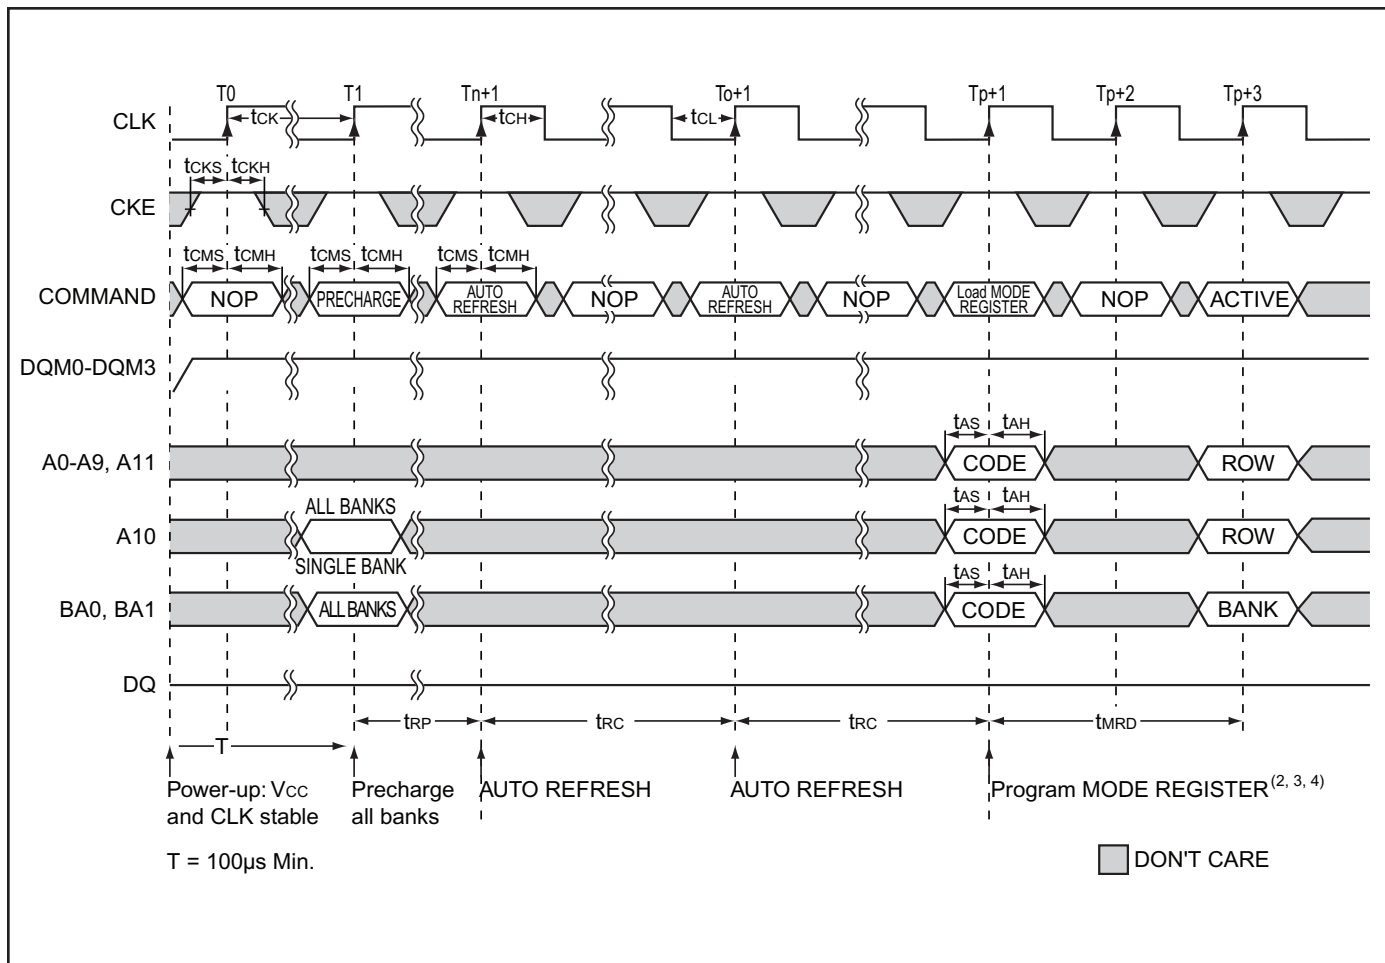 T0 T1 Tn+1 To+1 Tp+1 Tp+2 Tp+3
CLK tCK tCH tCL
tCKS tCKH
CKE
tCMS tCMH tCMS tCMH tCMS tCMH
COMMAND NOP PRECHARGE AUTO REFRESH NOP AUTO REFRESH NOP Load MODE REGISTER NOP ACTIVE
DQM0-DQM3
tAS tAH
A0-A9, A11 CODE ROW
ALL BANKS tAS tAH
A10 CODE ROW
SINGLE BANK tAS tAH
BA0, BA1 ALL BANKS CODE BANK
DQ
tRP tRC tRC tMRD
T
Power-up: VCC Precharge AUTO REFRESH AUTO REFRESH Program MODE REGISTER(2, 3, 4)
and CLK stable all banks
T = 100µs Min. DON'T CARE